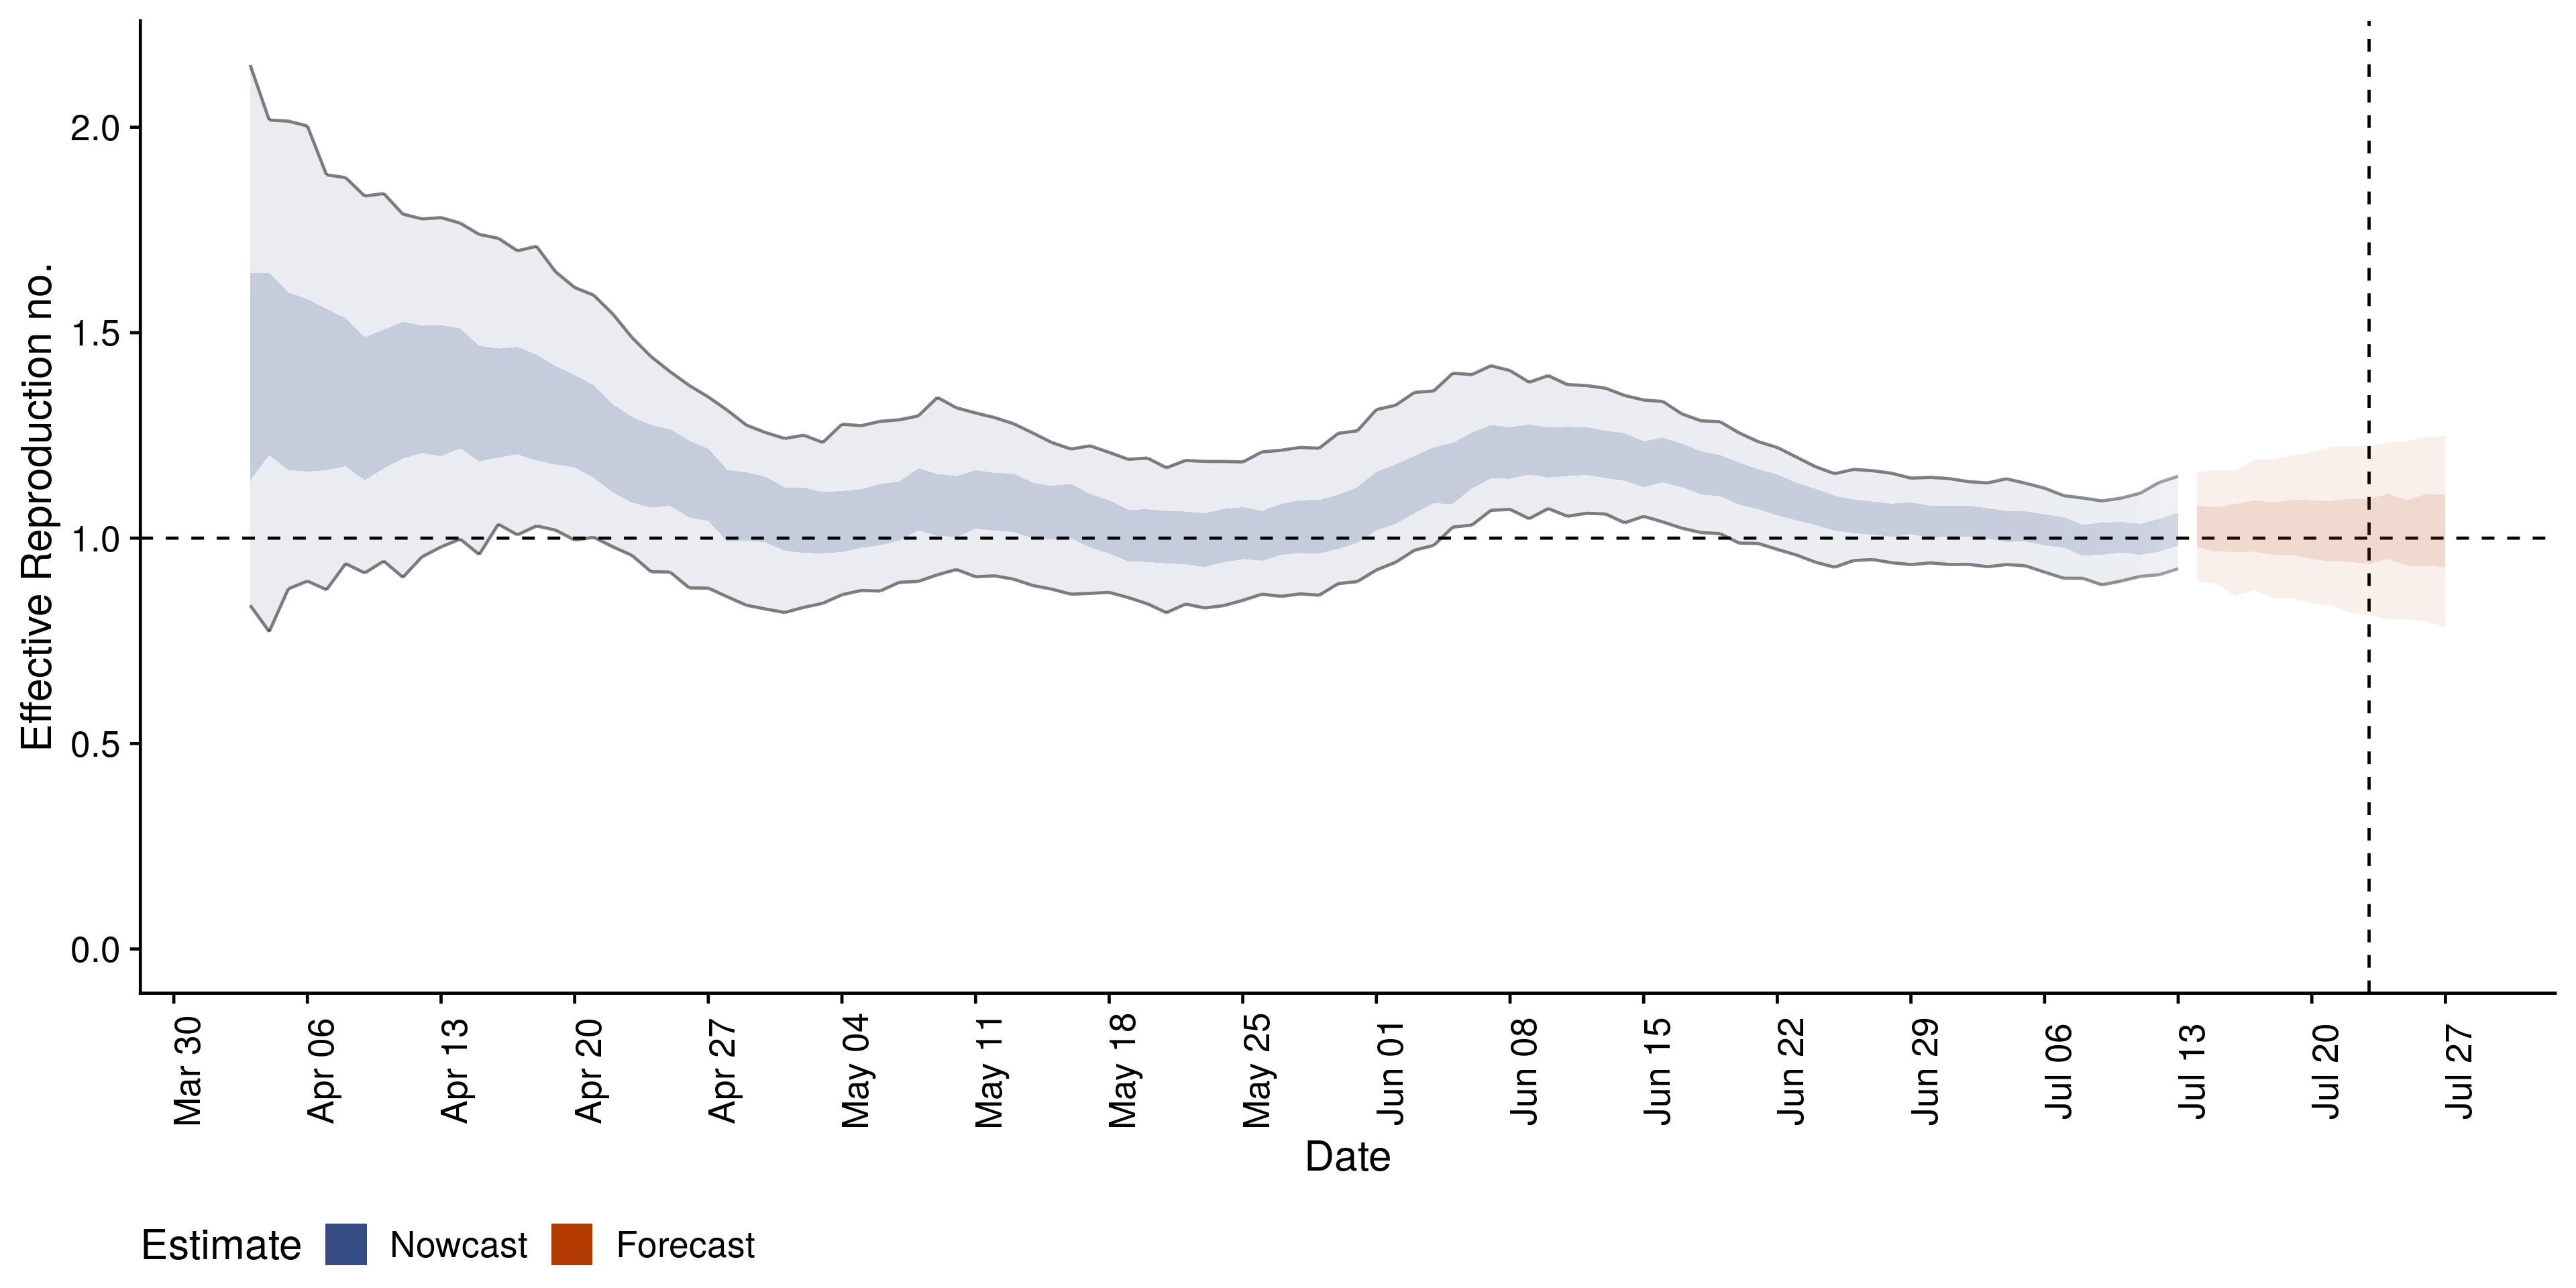 Effective Reproduction no.
2.0
1.5
1.0
0.5
0.0
Mar 30
Apr 06
Apr 13
Apr 20
Apr 27
May 04
May 11
May 18
May 25
Jun 01
Jun 08
Jun 15
Jun 22
Jun 29
Jul 06
Jul 13
Jul 20
Jul 27
Date
Estimate Nowcast Forecast